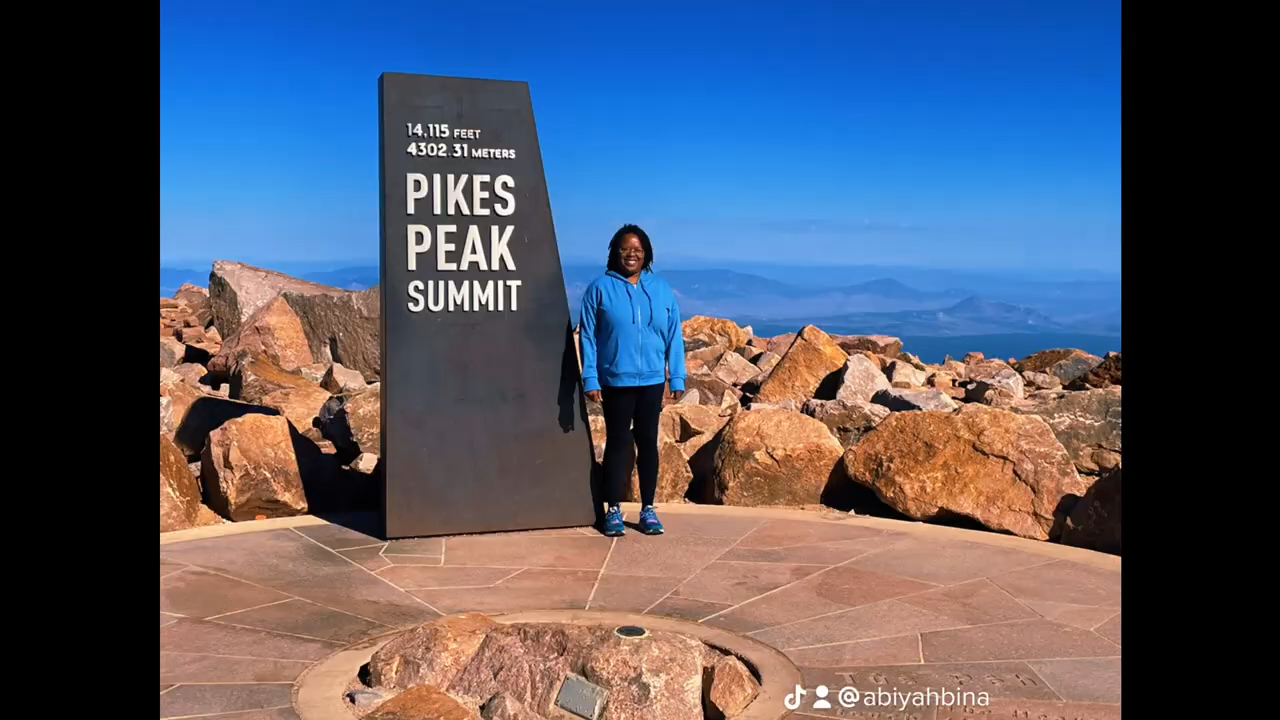 14,115 FEET
4302.31 METERS
PIKES
PEAK
SUMMIT
@abiyahbina